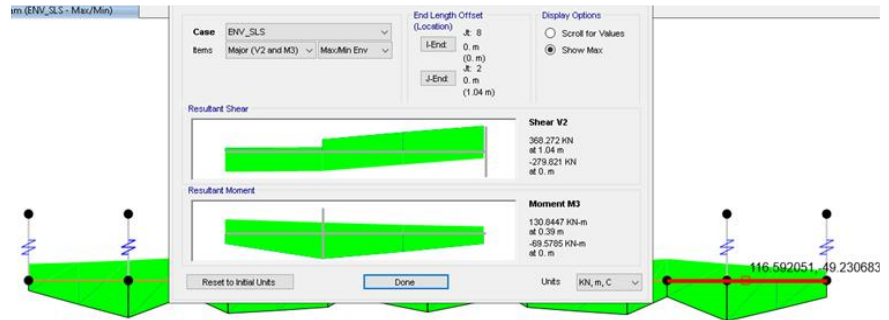 am (ENV_SLS - Max/Min)
Case ENV_SLS
Items Major (V2 and M3) Max/Min Env
End Length Offset
(Location)
Jt: 8
I-End: 0. m
(0. m)
Jt: 2
J-End: 0. m
(1.04 m)
Display Options
Scroll for Values
Show Max
Resultant Shear
Shear V2
368.272 KN
at 1.04 m
-279.821 KN
at 0. m
Resultant Moment
Moment M3
130.8447 KN-m
at 0.39 m
-69.5785 KN-m
at 0. m
116.592051,-49.230683
Reset to Initial Units Done Units KN, m, C